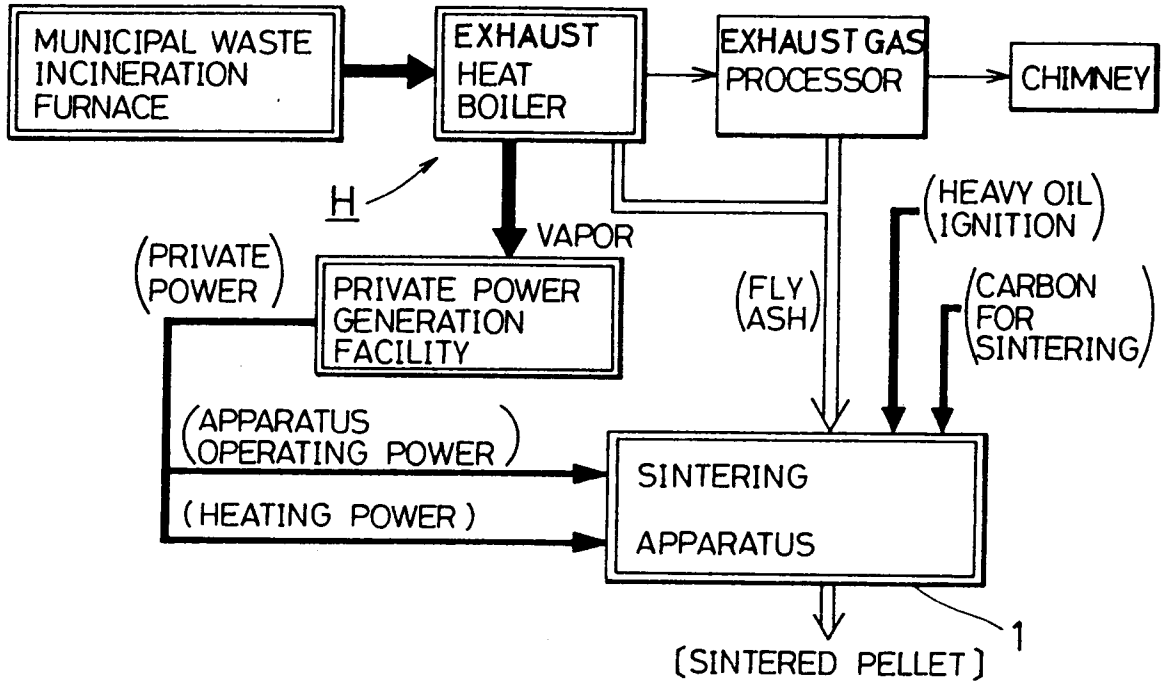 MUNICIPAL WASTE
INCINERATION
FURNACE
EXHAUST
HEAT
BOILER
EXHAUST GAS
PROCESSOR
CHIMNEY
H
VAPOR
(PRIVATE
POWER)
PRIVATE POWER
GENERATION
FACILITY
(FLY
ASH)
(HEAVY OIL
IGNITION)
(CARBON
FOR
SINTERING)
(APPARATUS
OPERATING POWER)
(HEATING POWER)
SINTERING
APPARATUS
1
[SINTERED PELLET]